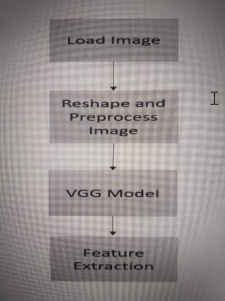 Load Image
Reshape and
Preprocess
Image
VGG Model
Feature
Extraction